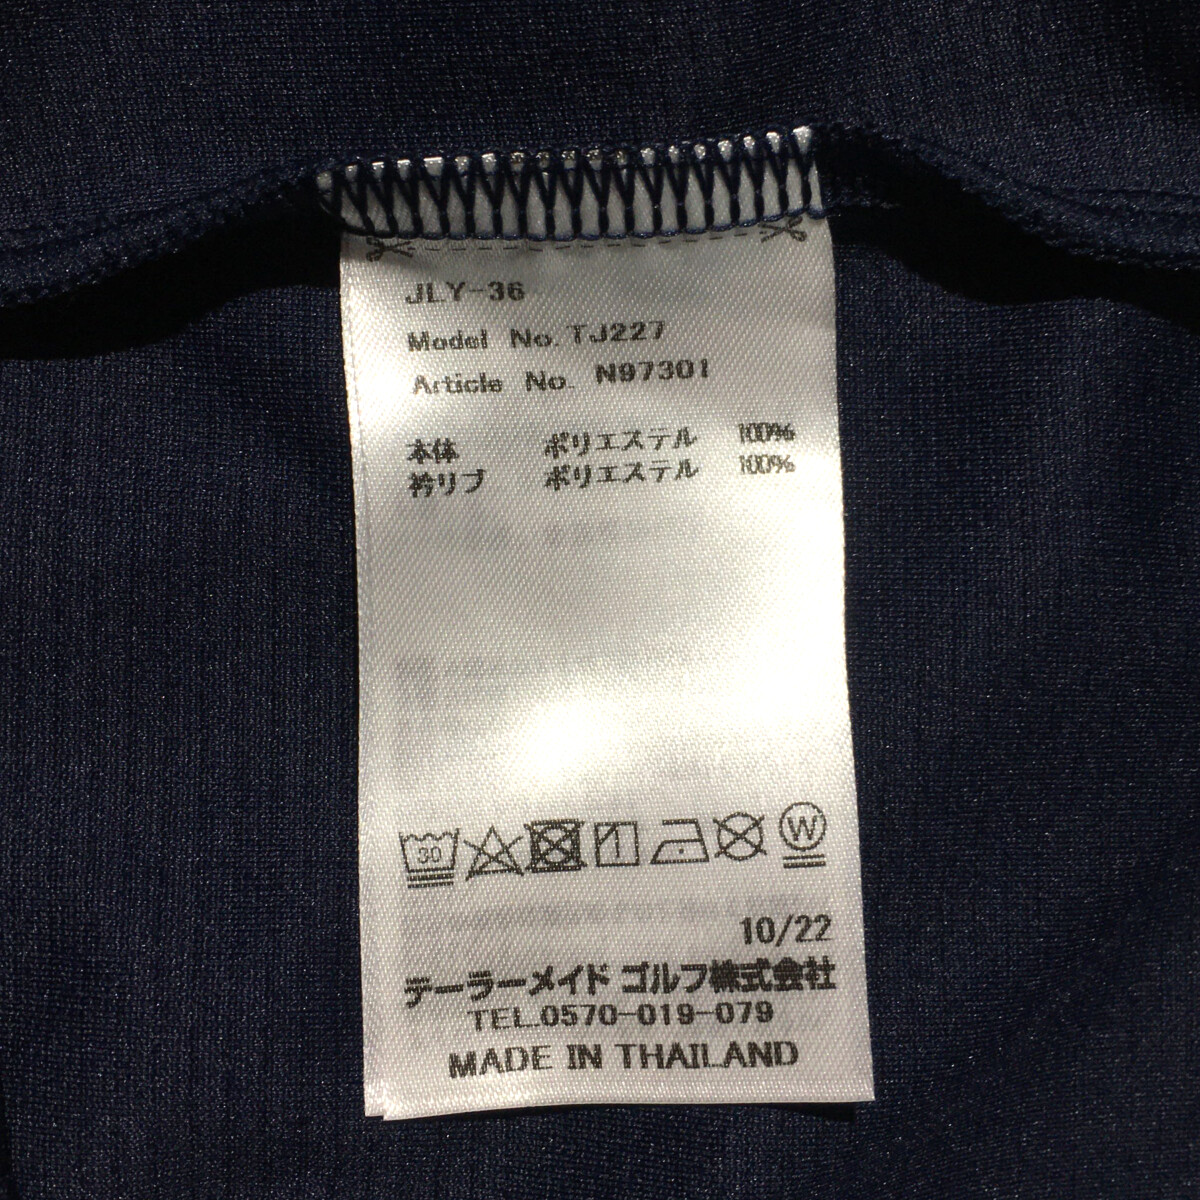 JLY-36
Model No. TJ227
Article No. N97301
本体 ポリエステル 100%
衿リブ ポリエステル 100%
30 W
10/22
テーラーメイド ゴルフ株式会社
TEL.0570-019-079
MADE IN THAILAND